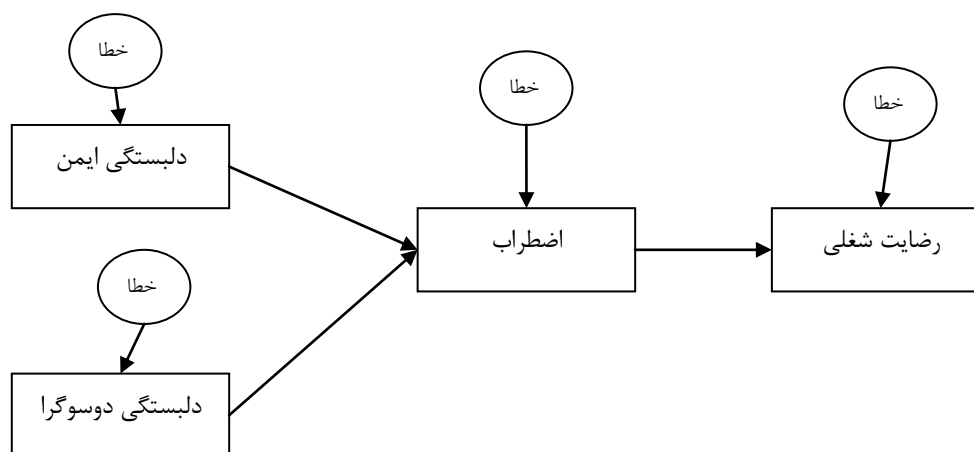 خطا
دلبستگی ایمن
خطا
دلبستگی دوسوگرا
خطا
اضطراب
خطا
رضایت شغلی